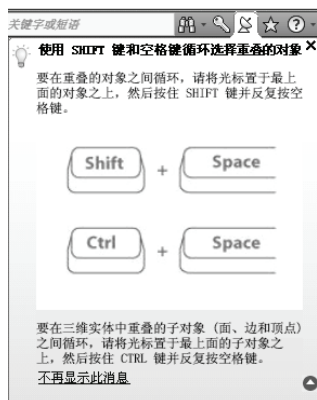 关键字或短语
使用 SHIFT 键和空格键循环选择重叠的对象
要在重叠的对象之间循环，请将光标置于最上
面的对象之上，然后按住 SHIFT 键并反复按空
格键。
Shift + Space
Ctrl + Space
要在三维实体中重叠的子对象 (面、边和顶点)
之间循环，请将光标置于最上面的子对象之
上，然后按住 CTRL 键并反复按空格键。
不再显示此消息